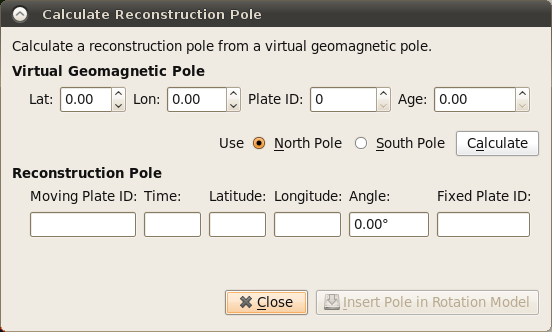 Calculate Reconstruction Pole
Calculate a reconstruction pole from a virtual geomagnetic pole.
Virtual Geomagnetic Pole
Lat: 0.00 Lon: 0.00 Plate ID: 0 Age: 0.00
Use North Pole South Pole Calculate
Reconstruction Pole
Moving Plate ID: Time: Latitude: Longitude: Angle: Fixed Plate ID:
0.00°
Close Insert Pole in Rotation Model